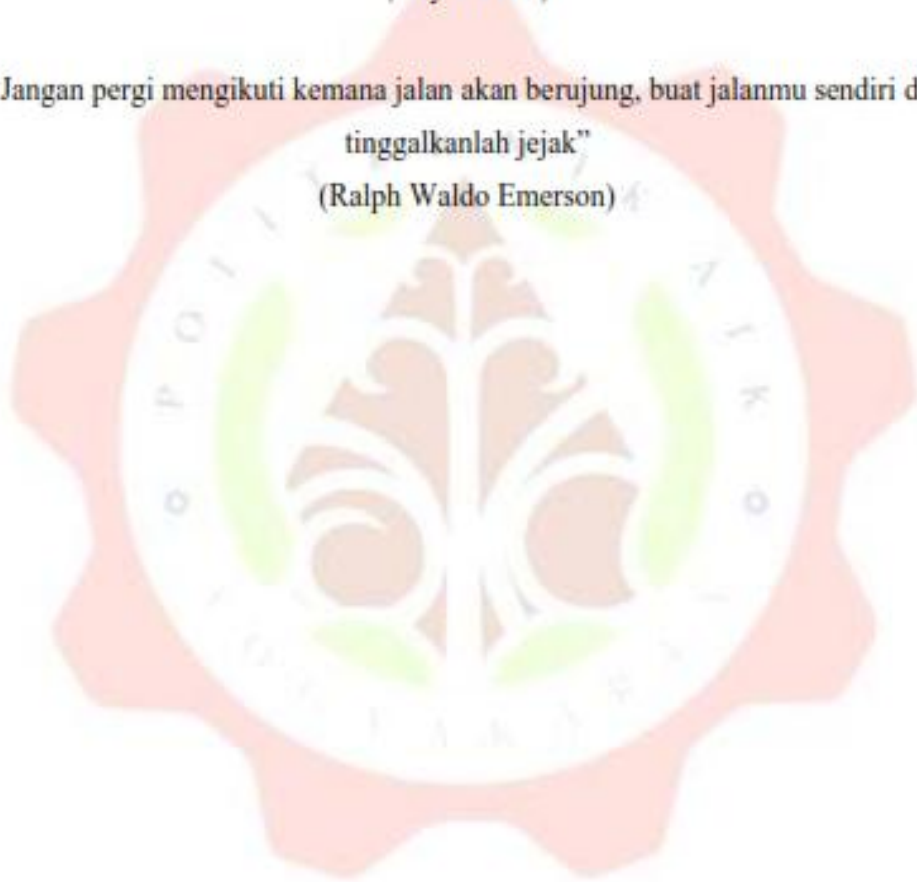 Jangan pergi mengikuti kemana jalan akan berujung, buat jalanmu sendiri d
tinggalkanlah jejak”
(Ralph Waldo Emerson)